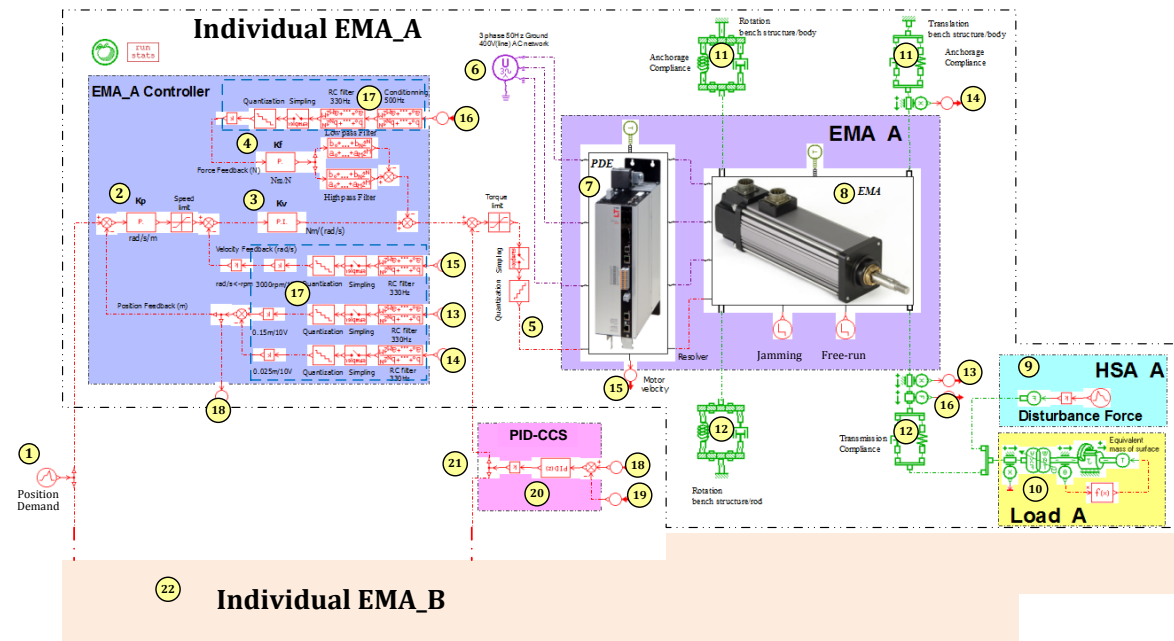 Individual EMA_A
run
stats
EMA_A Controller
Quantization
Simpling
RC filter
330Hz
17
Conditionning
500Hz
16
4
Kf
Low pass Filter
P.
Force Feedback (N)
Nm/N
High pass Filter
2
Kp
Speed
limit
3
Kv
P.
P.I.
rad/s/m
Nm/(rad/s)
Velocity Feedback (rad/s)
15
rad/s<-rpm
3000rpm/
17
Quantization
Simpling
RC filter
330Hz
Position Feedback (m)
13
0.15m/10V
Quantization
Simpling
RC filter
330Hz
14
0.025m/10V
Quantization
Simpling
RC filter
330Hz
18
Torque
limit
Simpling
Quantization
5
3 phase 50Hz Ground
400V(line) AC network
6
U
Rotation
bench structure/body
11
Anchorage
Compliance
Translation
bench structure/body
11
Anchorage
Compliance
14
EMA A
PDE
7
8
EMA
Resolver
Jamming
Free-run
15
Motor
velocity
13
16
12
12
Transmission
Compliance
Rotation
bench structure/rod
9
HSA A
Disturbance Force
Equivalent
mass of surface
10
f(x)
T
Load A
1
Position
Demand
PID-CCS
21
PID(z)
18
20
19
22
Individual EMA_B